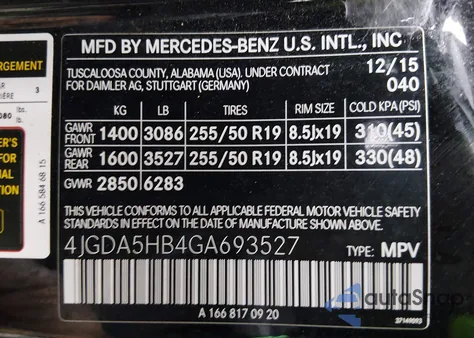 MFD BY MERCEDES-BENZ U.S. INTL., INC
TUSCALOOSA COUNTY, ALABAMA (USA). UNDER CONTRACT 12/15
FOR DAIMLER AG, STUTTGART (GERMANY) 040
KG LB TIRES RIM SIZE COLD KPA (PSI)
GAWR FRONT 1400 3086 255/50 R19 8.5Jx19 310(45)
GAWR REAR 1600 3527 255/50 R19 8.5Jx19 330(48)
GVWR 2850 6283
THIS VEHICLE CONFORMS TO ALL APPLICABLE FEDERAL MOTOR VEHICLE SAFETY
STANDARDS IN EFFECT ON THE DATE OF MANUFACTURE SHOWN ABOVE.
4JGDA5HB4GA693527 TYPE: MPV
A 166 817 09 20
37149093
A 166 584 68 15
autoSnap